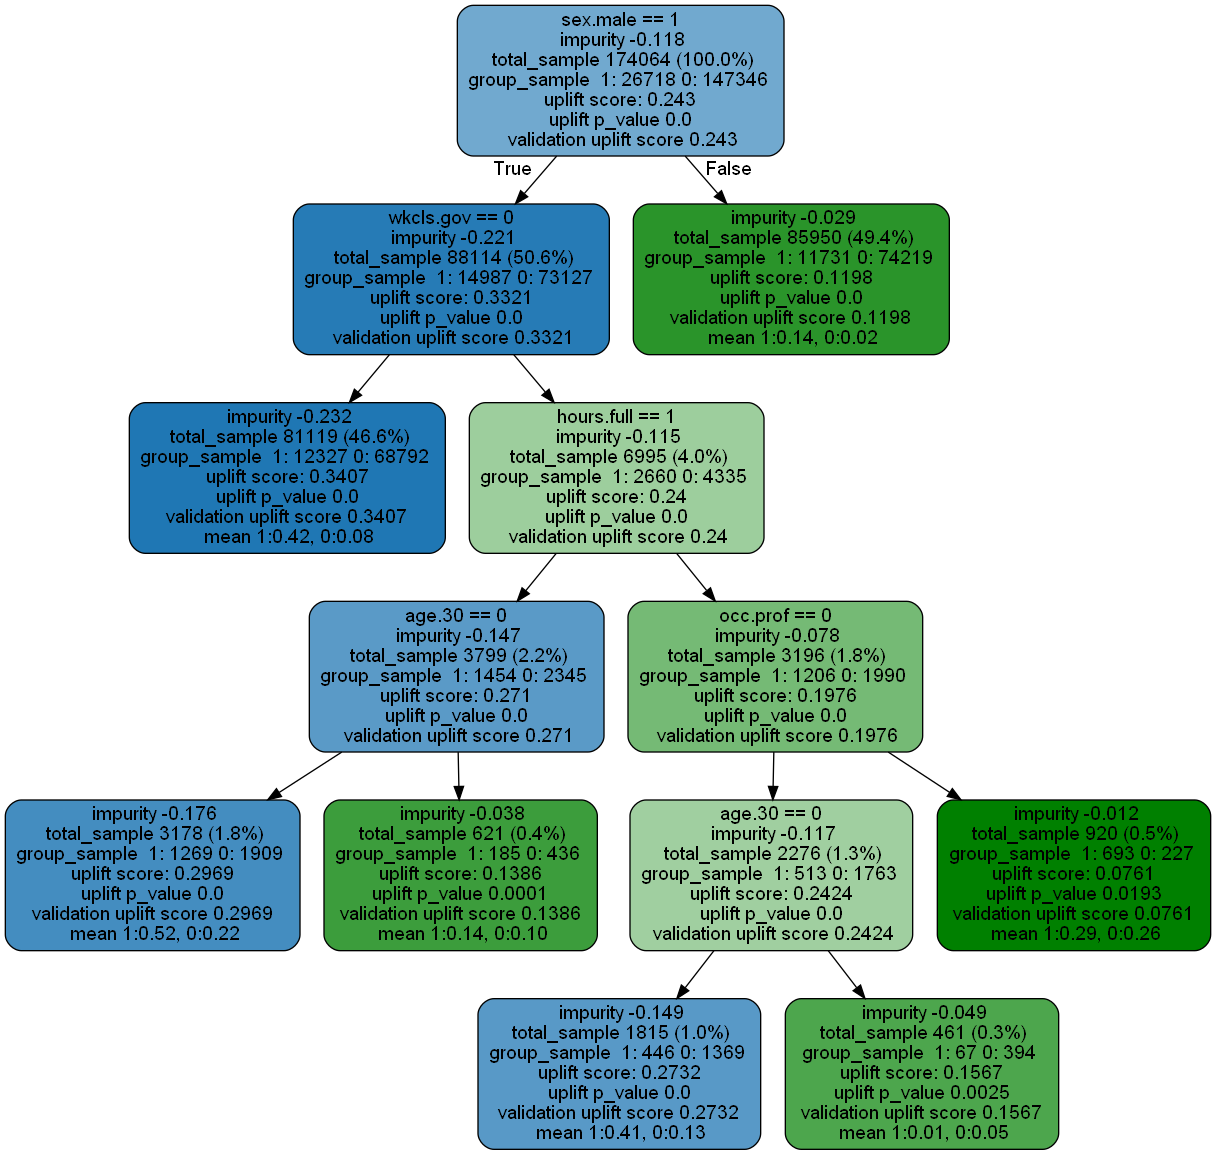 sex.male == 1
impurity -0.118
total_sample 174064 (100.0%)
group_sample 1: 26718 0: 147346
uplift score: 0.243
uplift p_value 0.0
validation uplift score 0.243
True
False
wkcls.gov == 0
impurity -0.221
total_sample 88114 (50.6%)
group_sample 1: 14987 0: 73127
uplift score: 0.3321
uplift p_value 0.0
validation uplift score 0.3321
impurity -0.029
total_sample 85950 (49.4%)
group_sample 1: 11731 0: 74219
uplift score: 0.1198
uplift p_value 0.0
validation uplift score 0.1198
mean 1:0.14, 0:0.02
impurity -0.232
total_sample 81119 (46.6%)
group_sample 1: 12327 0: 68792
uplift score: 0.3407
uplift p_value 0.0
validation uplift score 0.3407
mean 1:0.42, 0:0.08
hours.full == 1
impurity -0.115
total_sample 6995 (4.0%)
group_sample 1: 2660 0: 4335
uplift score: 0.24
uplift p_value 0.0
validation uplift score 0.24
age.30 == 0
impurity -0.147
total_sample 3799 (2.2%)
group_sample 1: 1454 0: 2345
uplift score: 0.271
uplift p_value 0.0
validation uplift score 0.271
occ.prof == 0
impurity -0.078
total_sample 3196 (1.8%)
group_sample 1: 1206 0: 1990
uplift score: 0.1976
uplift p_value 0.0
validation uplift score 0.1976
impurity -0.176
total_sample 3178 (1.8%)
group_sample 1: 1269 0: 1909
uplift score: 0.2969
uplift p_value 0.0
validation uplift score 0.2969
mean 1:0.52, 0:0.22
impurity -0.038
total_sample 621 (0.4%)
group_sample 1: 185 0: 436
uplift score: 0.1386
uplift p_value 0.0001
validation uplift score 0.1386
mean 1:0.14, 0:0.10
age.30 == 0
impurity -0.117
total_sample 2276 (1.3%)
group_sample 1: 513 0: 1763
uplift score: 0.2424
uplift p_value 0.0
validation uplift score 0.2424
impurity -0.012
total_sample 920 (0.5%)
group_sample 1: 693 0: 227
uplift score: 0.0761
uplift p_value 0.0193
validation uplift score 0.0761
mean 1:0.29, 0:0.26
impurity -0.149
total_sample 1815 (1.0%)
group_sample 1: 446 0: 1369
uplift score: 0.2732
uplift p_value 0.0
validation uplift score 0.2732
mean 1:0.41, 0:0.13
impurity -0.049
total_sample 461 (0.3%)
group_sample 1: 67 0: 394
uplift score: 0.1567
uplift p_value 0.0025
validation uplift score 0.1567
mean 1:0.01, 0:0.05